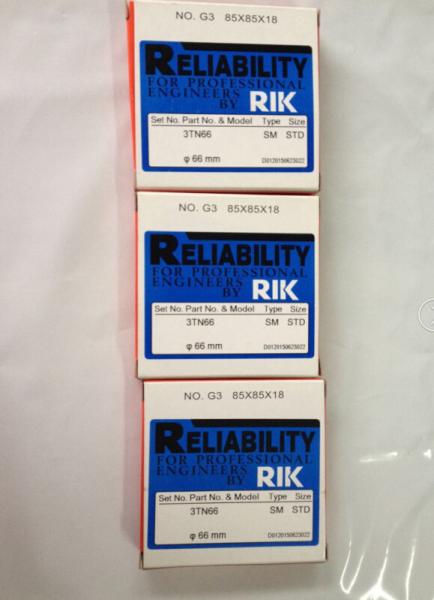 NO. G3 85X85X18
RELIABILITY
FOR PROFESSIONAL
ENGINEERS
BY RIK
Set No. Part No. & Model Type Size
3TN66 SM STD
φ 66 mm D0120150623022
NO. G3 85X85X18
RELIABILITY
FOR PROFESSIONAL
ENGINEERS
BY RIK
Set No. Part No. & Model Type Size
3TN66 SM STD
φ 66 mm D0120150623022
NO. G3 85X85X18
RELIABILITY
FOR PROFESSIONAL
ENGINEERS
BY RIK
Set No. Part No. & Model Type Size
3TN66 SM STD
φ 66 mm D0120150623022